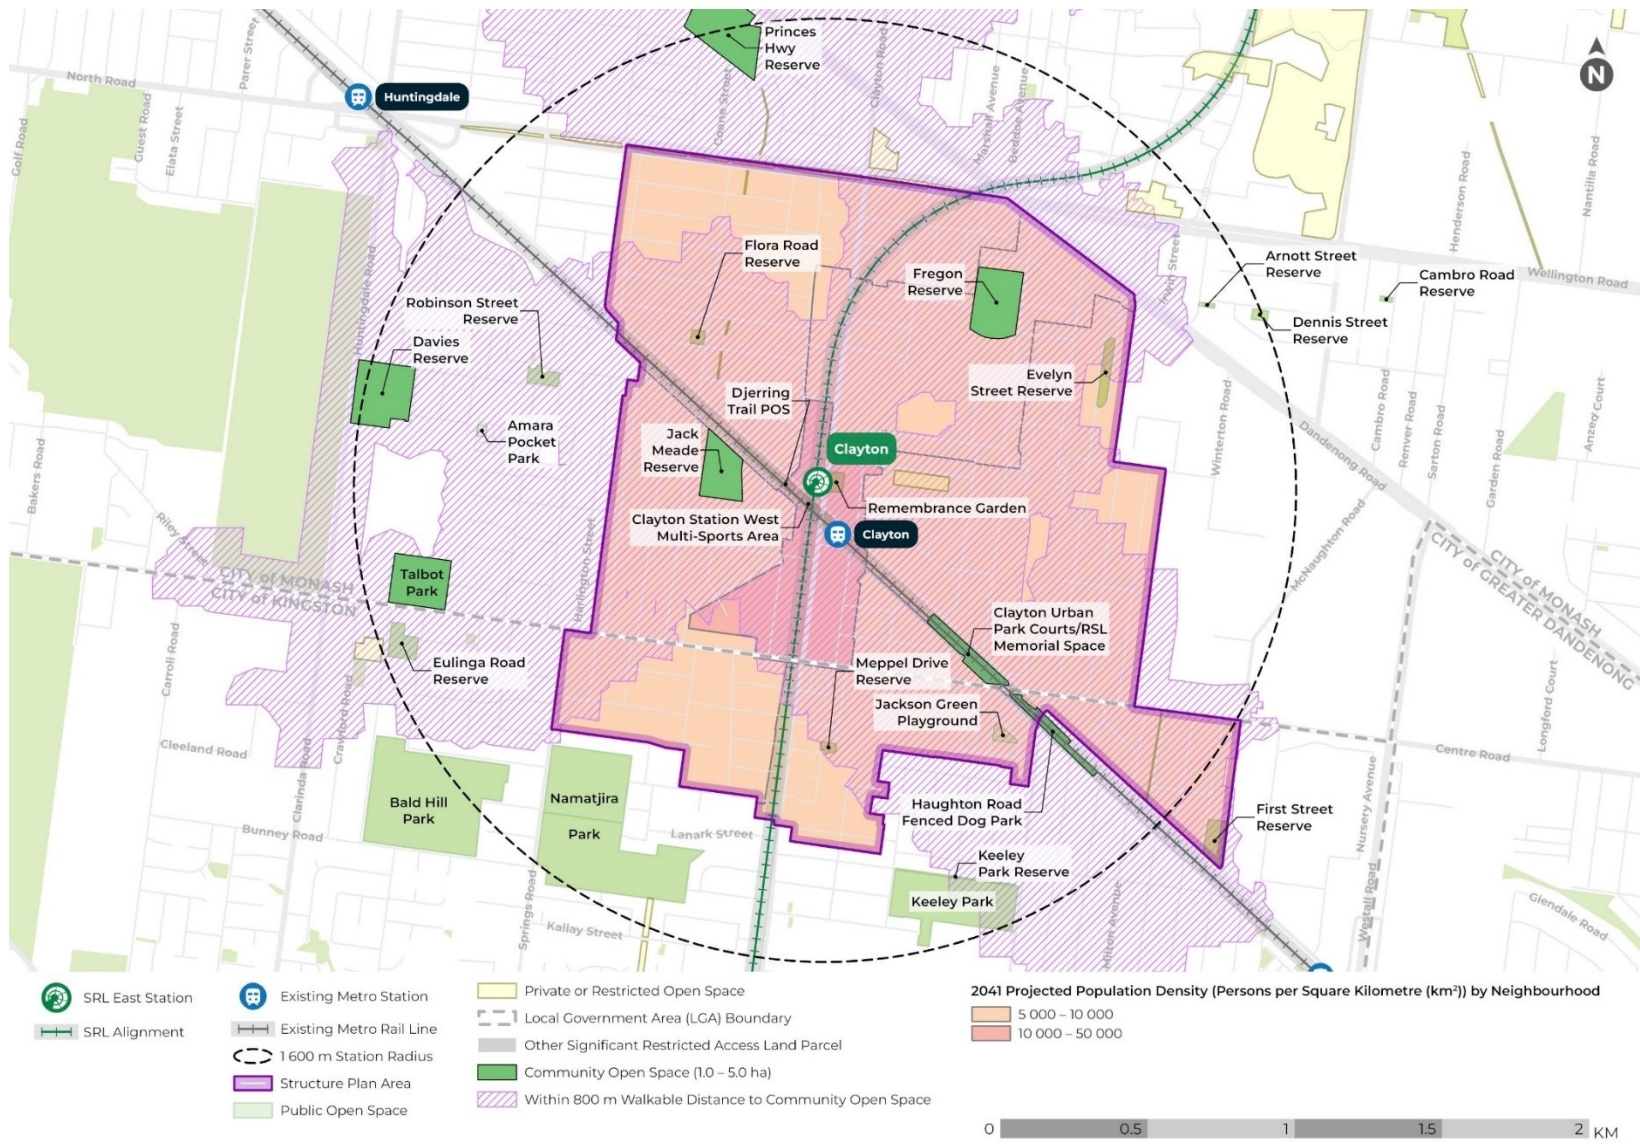 Princes
Hwy
Reserve
N
North Road
Parer Street
Huntingdale
Golf Road
Guest Road
Elata Street
Coane Street
Clayton Road
Marshall Avenue
Beddoe Avenue
Henderson Road
Nantilla Road
Wellington Road
Irwin Street
Huntingdale Road
Flora Road
Reserve
Fregon
Reserve
Arnott Street
Reserve
Cambro Road
Reserve
Dennis Street
Reserve
Robinson Street
Reserve
Davies
Reserve
Evelyn
Street Reserve
Djerring
Trail POS
Amara
Pocket
Park
Jack
Meade
Reserve
Clayton
Remembrance Garden
Clayton Station West
Multi-Sports Area
Clayton
Bakers Road
Riley Street
Winterton Road
Cambro Road
Renver Road
Sarton Road
Garden Road
Anzed Court
Dandenong Road
McNaughton Road
CITY of MONASH
CITY of KINGSTON
CITY of MONASH
CITY of GREATER DANDENONG
Talbot
Park
Harlington Street
Clayton Urban
Park Courts/RSL
Memorial Space
Carroll Road
Eulinga Road
Reserve
Meppel Drive
Reserve
Jackson Green
Playground
Crawford Road
Clarinda Road
Cleeland Road
Centre Road
Longford Court
Bald Hill
Park
Namatjira
Park
Bunney Road
Lanark Street
Haughton Road
Fenced Dog Park
First Street
Reserve
Nursery Avenue
Westall Road
Keeley
Park Reserve
Keeley Park
Springs Road
Kallay Street
Milton Avenue
Glendale Road
SRL East Station
SRL Alignment
Existing Metro Station
Existing Metro Rail Line
1 600 m Station Radius
Structure Plan Area
Public Open Space
Private or Restricted Open Space
Local Government Area (LGA) Boundary
Other Significant Restricted Access Land Parcel
Community Open Space (1.0 – 5.0 ha)
Within 800 m Walkable Distance to Community Open Space
2041 Projected Population Density (Persons per Square Kilometre (km²)) by Neighbourhood
5 000 – 10 000
10 000 – 50 000
0 0.5 1 1.5 2 KM